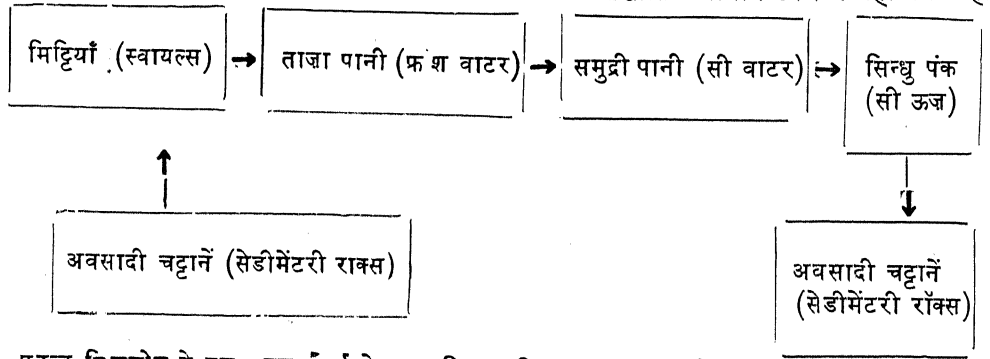 मिट्टियाँ (स्वायल्स) → ताज़ा पानी (फ्रेश वाटर) → समुद्री पानी (सी वाटर) → सिन्धु पंक
(सी ऊज़)
अवसादी चट्टानें (सेडीमेंटरी राक्स)
अवसादी चट्टानें
(सेडीमेंटरी रॉक्स)